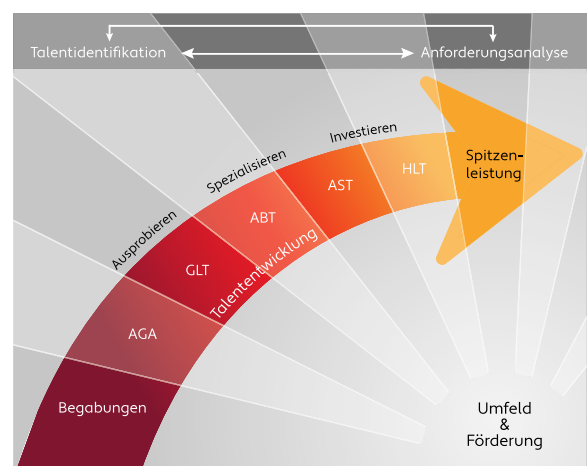 Talentidentifikation
Anforderungsanalyse
Investieren
Spezialisieren
Ausprobieren
HLT
AST
ABT
GLT
AGA
Begabungen
Talententwicklung
Spitzen-
leistung
Umfeld
&
Förderung